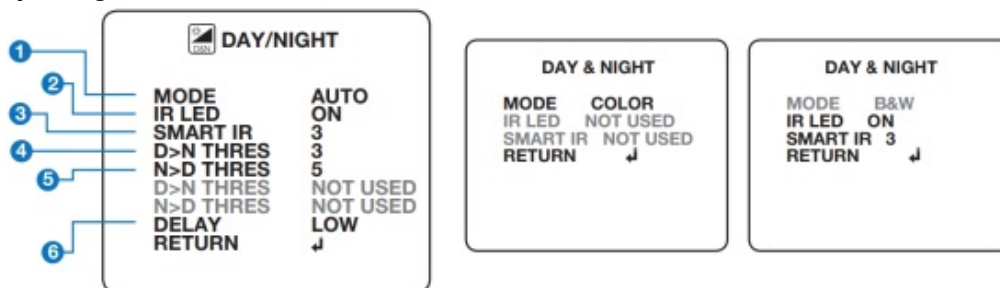 DAY/NIGHT
D&N
1
2
3
4
5
6
MODE AUTO
IR LED ON
SMART IR 3
D>N THRES 3
N>D THRES 5
D>N THRES NOT USED
N>D THRES NOT USED
DELAY LOW
RETURN ↲
DAY & NIGHT
MODE COLOR
IR LED NOT USED
SMART IR NOT USED
RETURN ↲
DAY & NIGHT
MODE B&W
IR LED ON
SMART IR 3
RETURN ↲